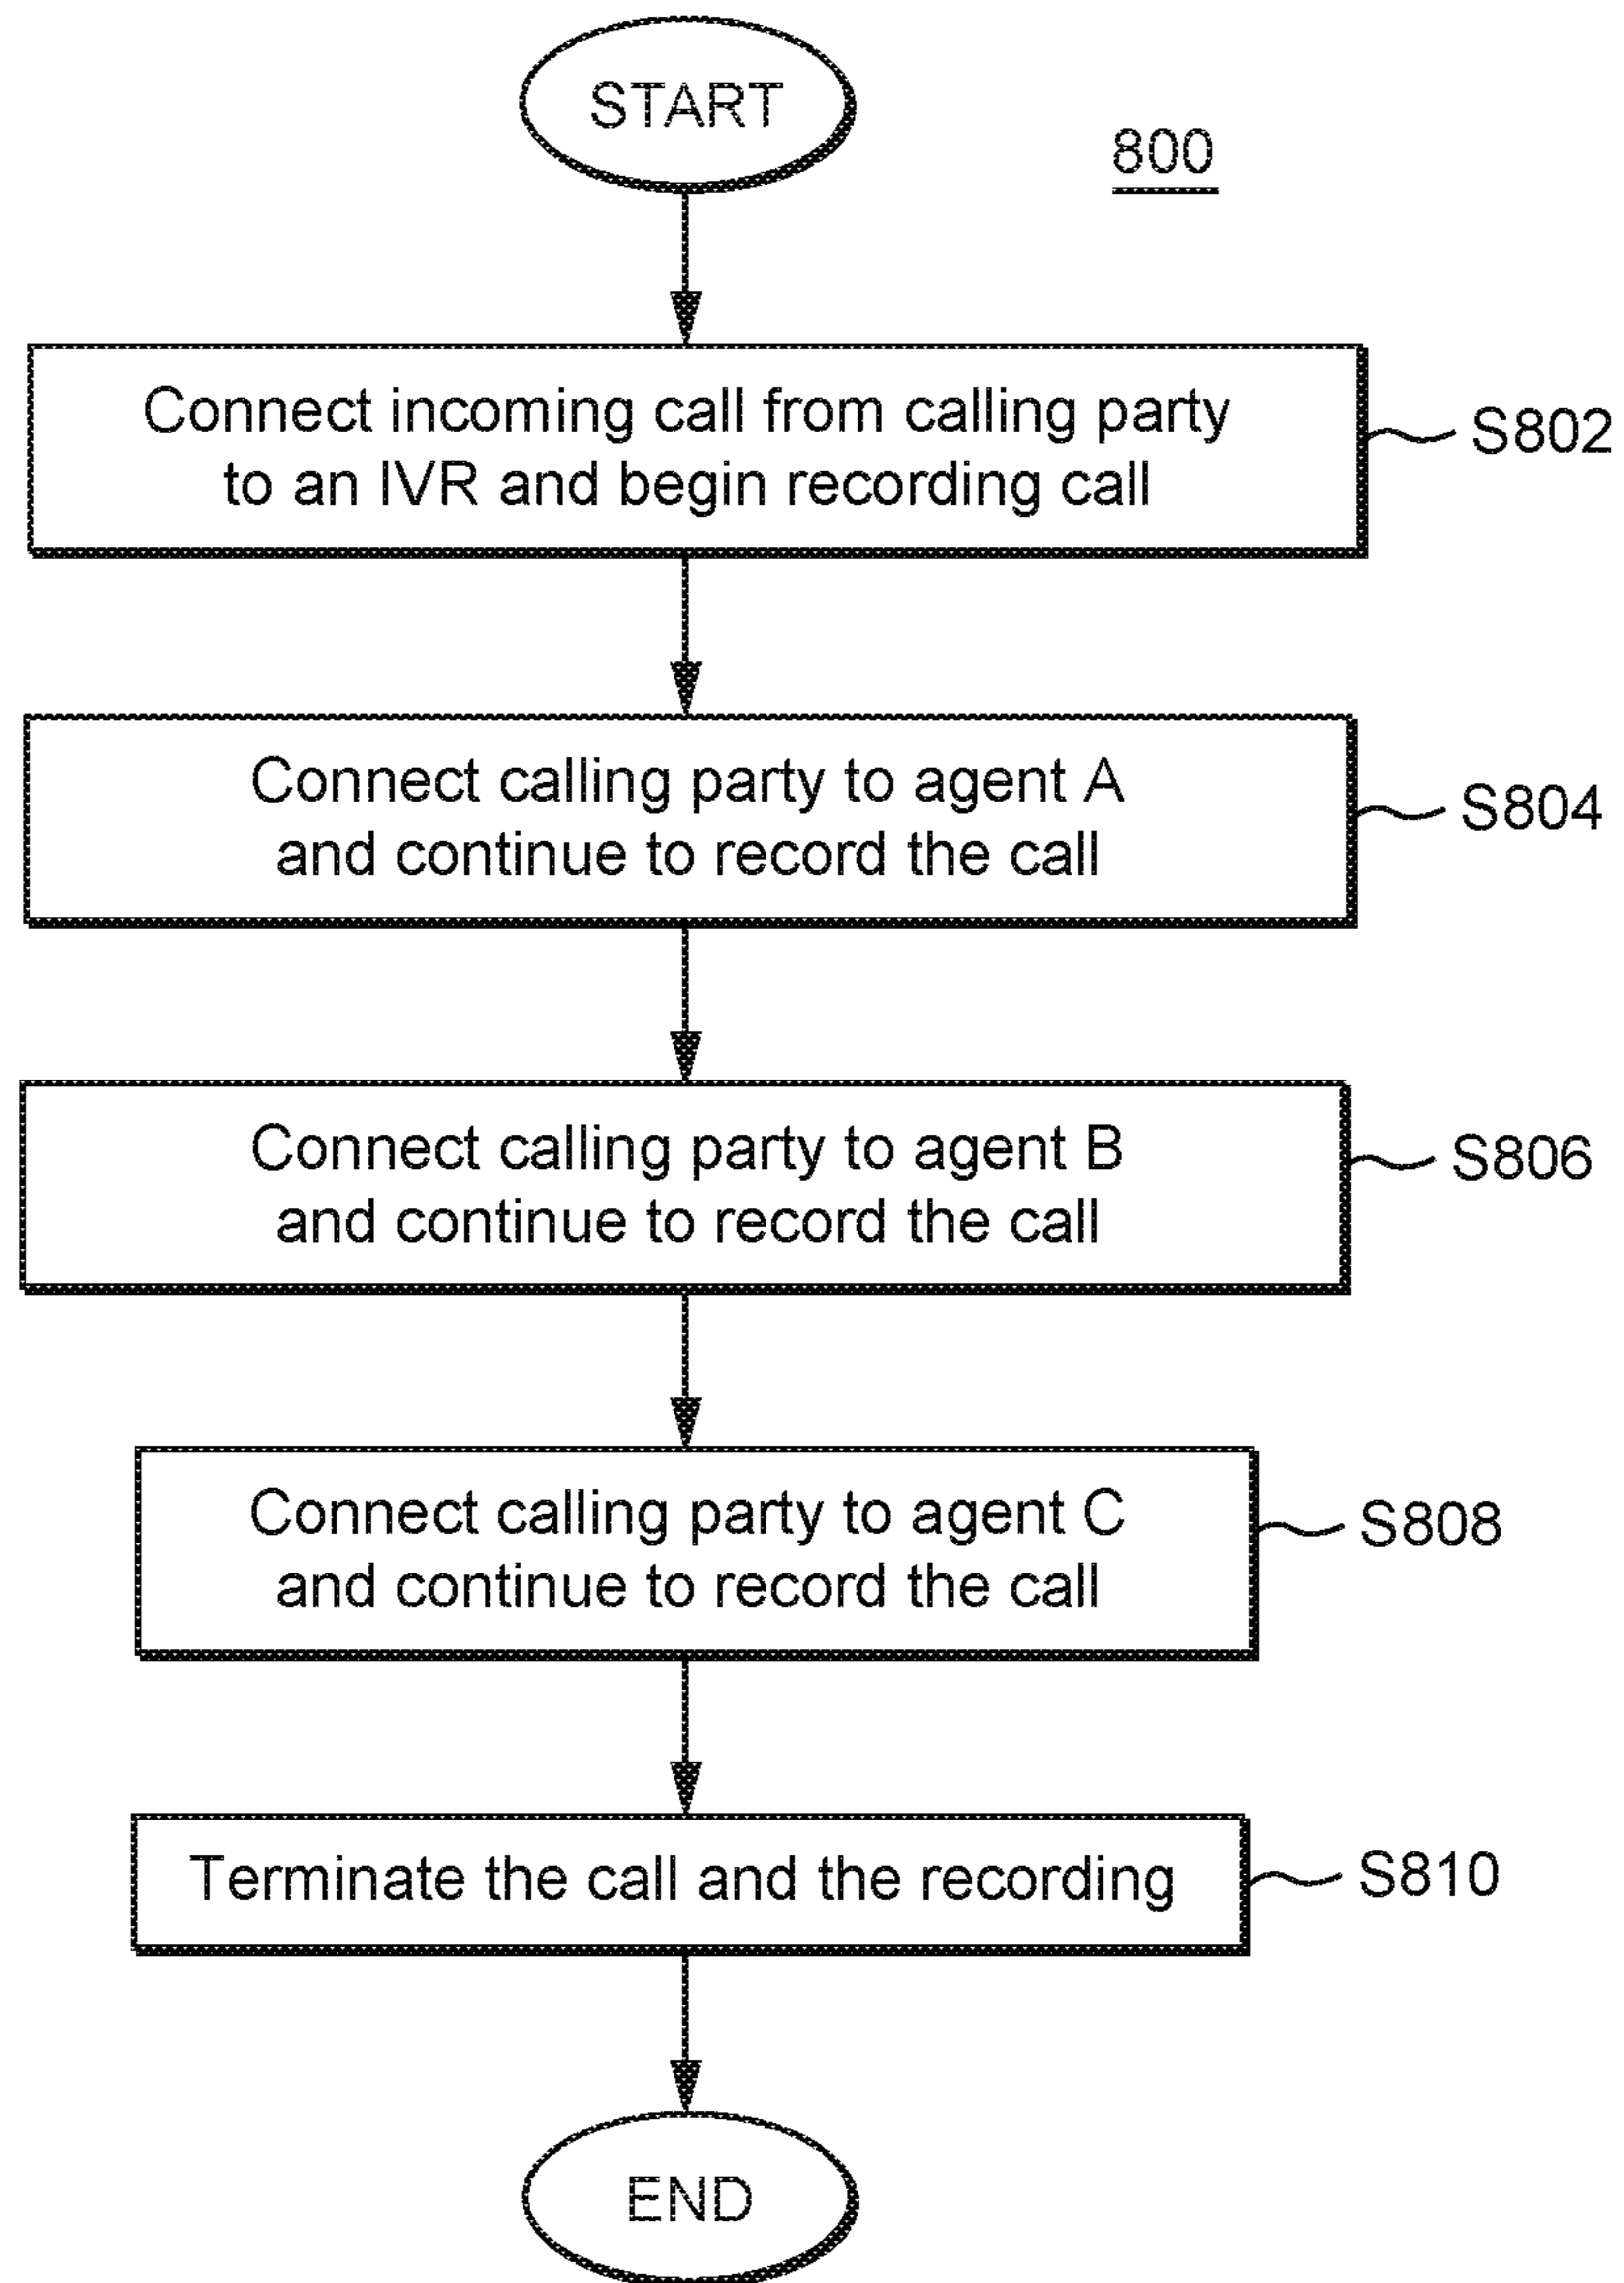 START
800
Connect incoming call from calling party
to an IVR and begin recording call
S802
Connect calling party to agent A
and continue to record the call
S804
Connect calling party to agent B
and continue to record the call
S806
Connect calling party to agent C
and continue to record the call
S808
Terminate the call and the recording
S810
END